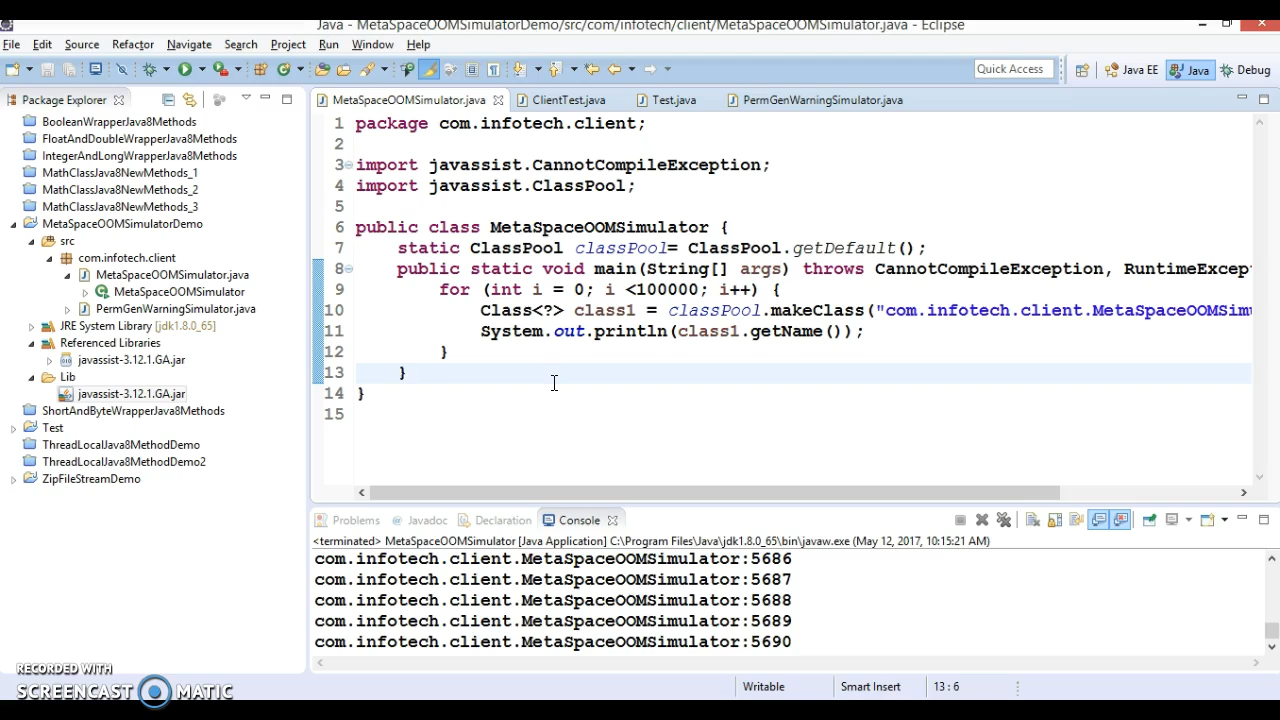 Java - MetaSpaceOOMSimulatorDemo/src/com/infotech/client/MetaSpaceOOMSimulator.java - Eclipse
File Edit Source Refactor Navigate Search Project Run Window Help
Quick Access Java EE Java Debug
Package Explorer
BooleanWrapperJava8Methods
FloatAndDoubleWrapperJava8Methods
IntegerAndLongWrapperJava8Methods
MathClassJava8NewMethods_1
MathClassJava8NewMethods_2
MathClassJava8NewMethods_3
MetaSpaceOOMSimulatorDemo
src
com.infotech.client
MetaSpaceOOMSimulator.java
MetaSpaceOOMSimulator
PermGenWarningSimulator.java
JRE System Library [jdk1.8.0_65]
Referenced Libraries
javassist-3.12.1.GA.jar
Lib
javassist-3.12.1.GA.jar
ShortAndByteWrapperJava8Methods
Test
ThreadLocalJava8MethodDemo
ThreadLocalJava8MethodDemo2
ZipFileStreamDemo
MetaSpaceOOMSimulator.java ClientTest.java Test.java PermGenWarningSimulator.java
1 package com.infotech.client;
2
3 import javassist.CannotCompileException;
4 import javassist.ClassPool;
5
6 public class MetaSpaceOOMSimulator {
7 static ClassPool classPool= ClassPool.getDefault();
8 public static void main(String[] args) throws CannotCompileException, RuntimeExcep
9 for (int i = 0; i <100000; i++) {
10 Class<?> class1 = classPool.makeClass("com.infotech.client.MetaSpaceOOMSim
11 System.out.println(class1.getName());
12 }
13 }
14 }
15
Problems Javadoc Declaration Console
<terminated> MetaSpaceOOMSimulator [Java Application] C:\Program Files\Java\jdk1.8.0_65\bin\javaw.exe (May 12, 2017, 10:15:21 AM)
com.infotech.client.MetaSpaceOOMSimulator:5686
com.infotech.client.MetaSpaceOOMSimulator:5687
com.infotech.client.MetaSpaceOOMSimulator:5688
com.infotech.client.MetaSpaceOOMSimulator:5689
com.infotech.client.MetaSpaceOOMSimulator:5690
Writable Smart Insert 13 : 6
RECORDED WITH
SCREENCAST MATIC